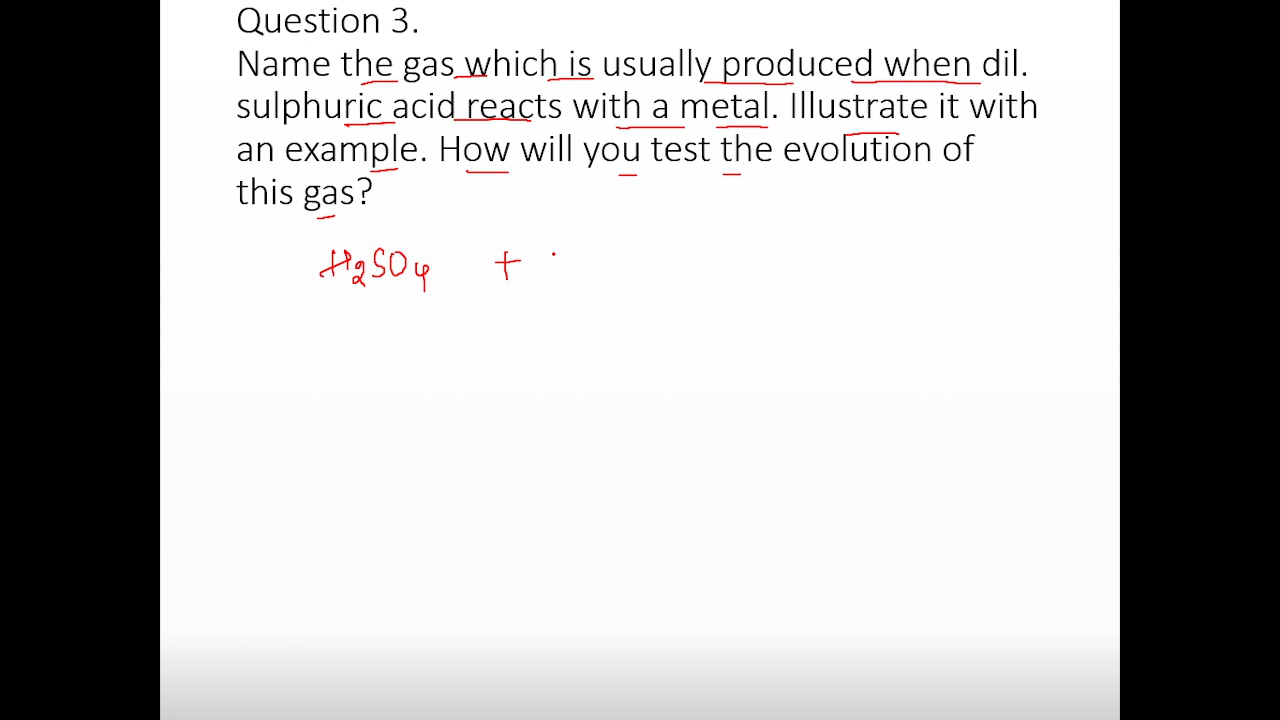 Question 3.
Name the gas which is usually produced when dil.
sulphuric acid reacts with a metal. Illustrate it with
an example. How will you test the evolution of
this gas?
H₂SO₄ +